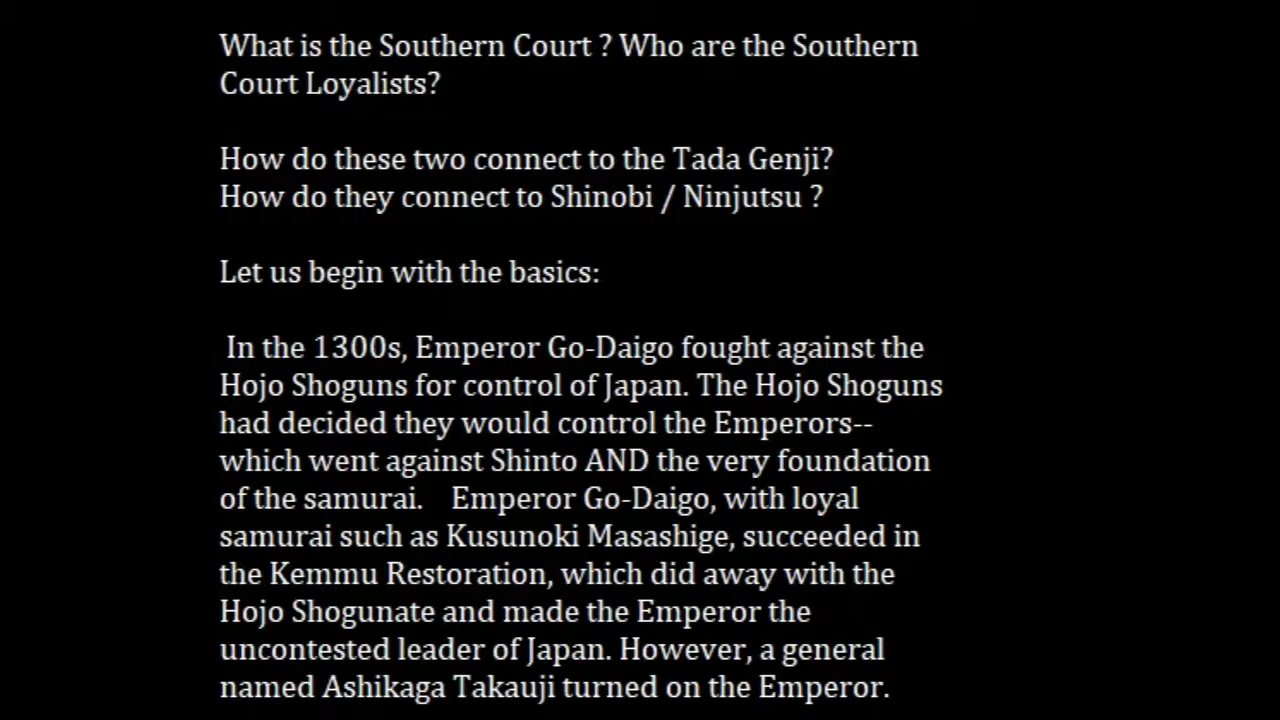 What is the Southern Court ? Who are the Southern
Court Loyalists?
How do these two connect to the Tada Genji?
How do they connect to Shinobi / Ninjutsu ?
Let us begin with the basics:
In the 1300s, Emperor Go-Daigo fought against the
Hojo Shoguns for control of Japan. The Hojo Shoguns
had decided they would control the Emperors--
which went against Shinto AND the very foundation
of the samurai.    Emperor Go-Daigo, with loyal
samurai such as Kusunoki Masashige, succeeded in
the Kemmu Restoration, which did away with the
Hojo Shogunate and made the Emperor the
uncontested leader of Japan. However, a general
named Ashikaga Takauji turned on the Emperor.